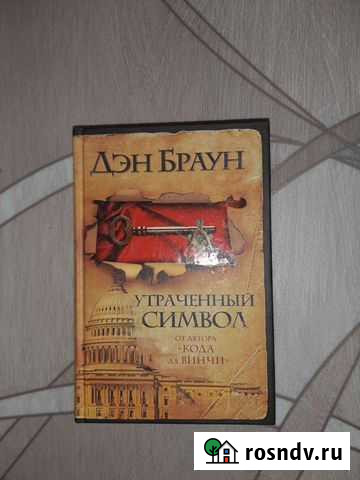 ДЭН БРАУН
УТРАЧЕННЫЙ
СИМВОЛ
ОТ АВТОРА
«КОДА
ДА ВИНЧИ»
rosndv.ru